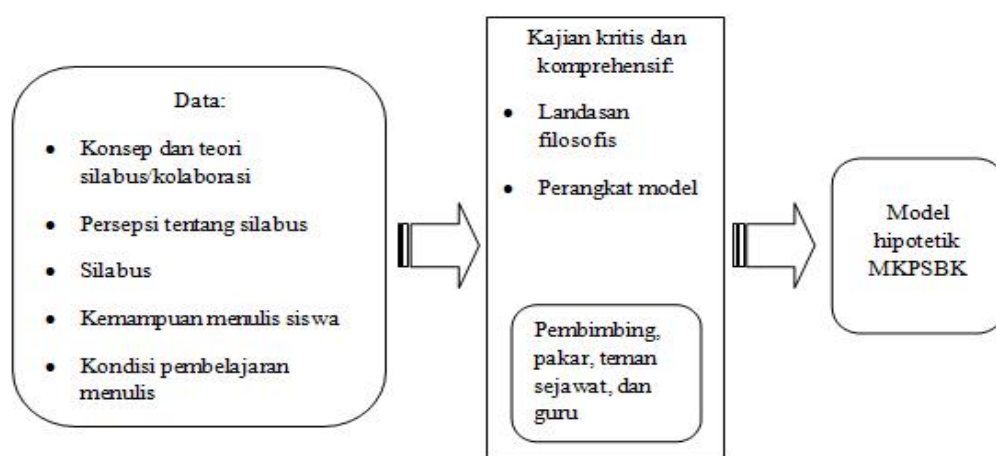 Data:
• Konsep dan teori
silabus/kolaborasi
• Persepsi tentang silabus
• Silabus
• Kemampuan menulis siswa
• Kondisi pembelajaran
menulis
Kajian kritis dan
komprehensif:
• Landasan
filosofis
• Perangkat model
Pembimbing,
pakar, teman
sejawat, dan
guru
Model
hipotetik
MKPSBK